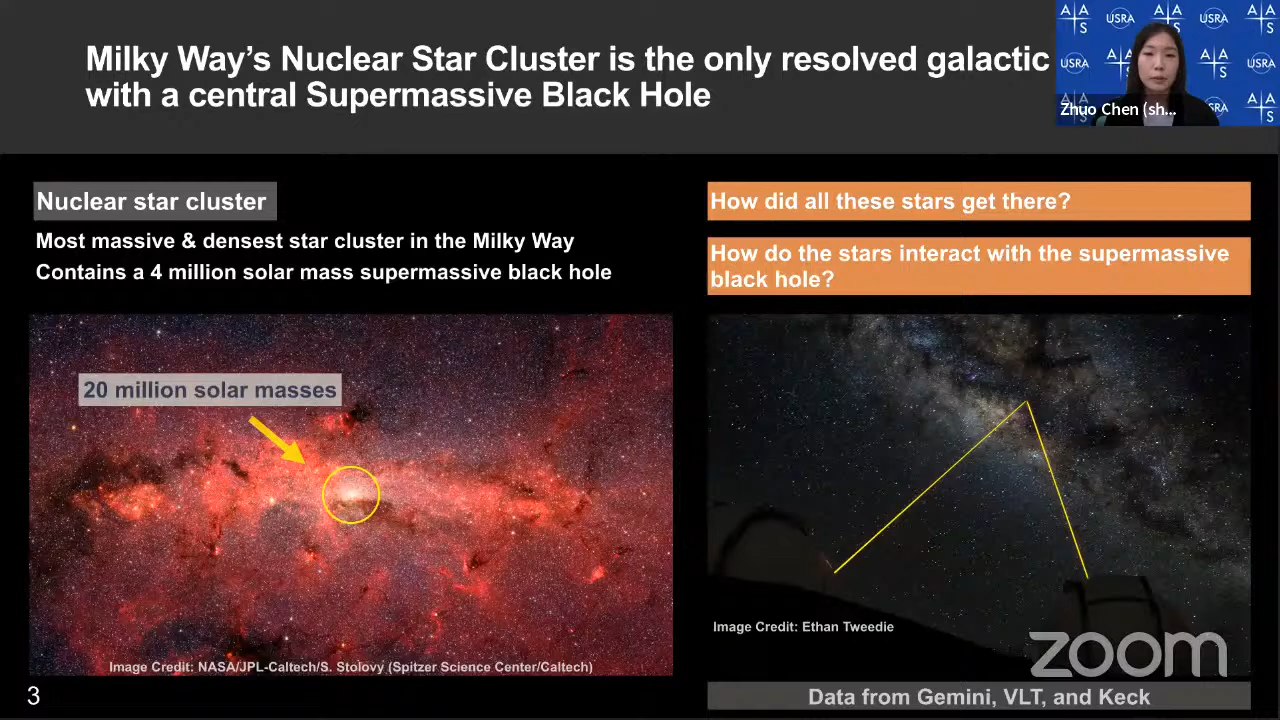 Milky Way's Nuclear Star Cluster is the only resolved galactic
with a central Supermassive Black Hole
A A S
USRA
A A S
USRA
A A S
USRA
A A S
A A S
USRA
A A S
SRA
A A S
Zhuo Chen (sh...
Nuclear star cluster
Most massive & densest star cluster in the Milky Way
Contains a 4 million solar mass supermassive black hole
How did all these stars get there?
How do the stars interact with the supermassive
black hole?
20 million solar masses
Image Credit: NASA/JPL-Caltech/S. Stolovy (Spitzer Science Center/Caltech)
Image Credit: Ethan Tweedie
zoom
3
Data from Gemini, VLT, and Keck